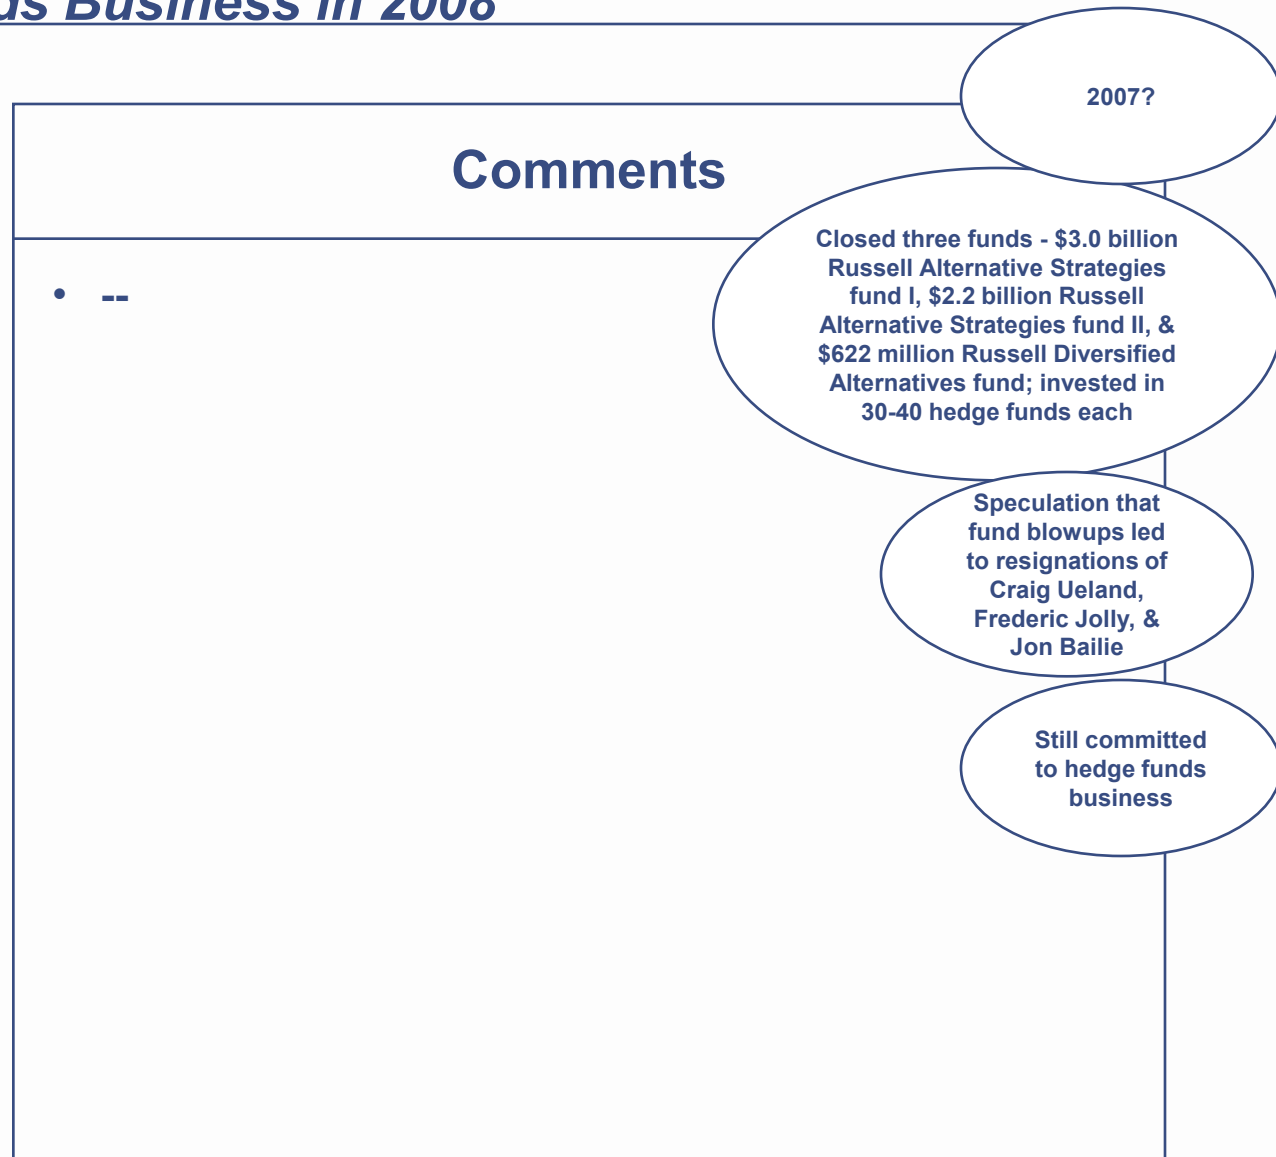 ds Business in 2008
2007?
Comments
Closed three funds - $3.0 billion
Russell Alternative Strategies
fund I, $2.2 billion Russell
Alternative Strategies fund II, &
$622 million Russell Diversified
Alternatives fund; invested in
30-40 hedge funds each
• --
Speculation that
fund blowups led
to resignations of
Craig Ueland,
Frederic Jolly, &
Jon Bailie
Still committed
to hedge funds
business